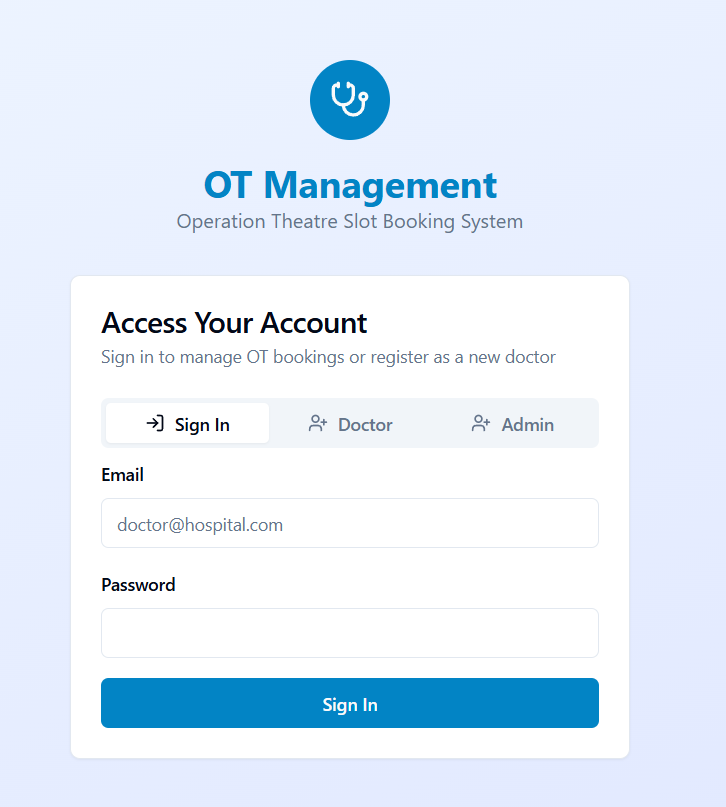 OT Management
Operation Theatre Slot Booking System
Access Your Account
Sign in to manage OT bookings or register as a new doctor
Sign In Doctor Admin
Email
doctor@hospital.com
Password
Sign In